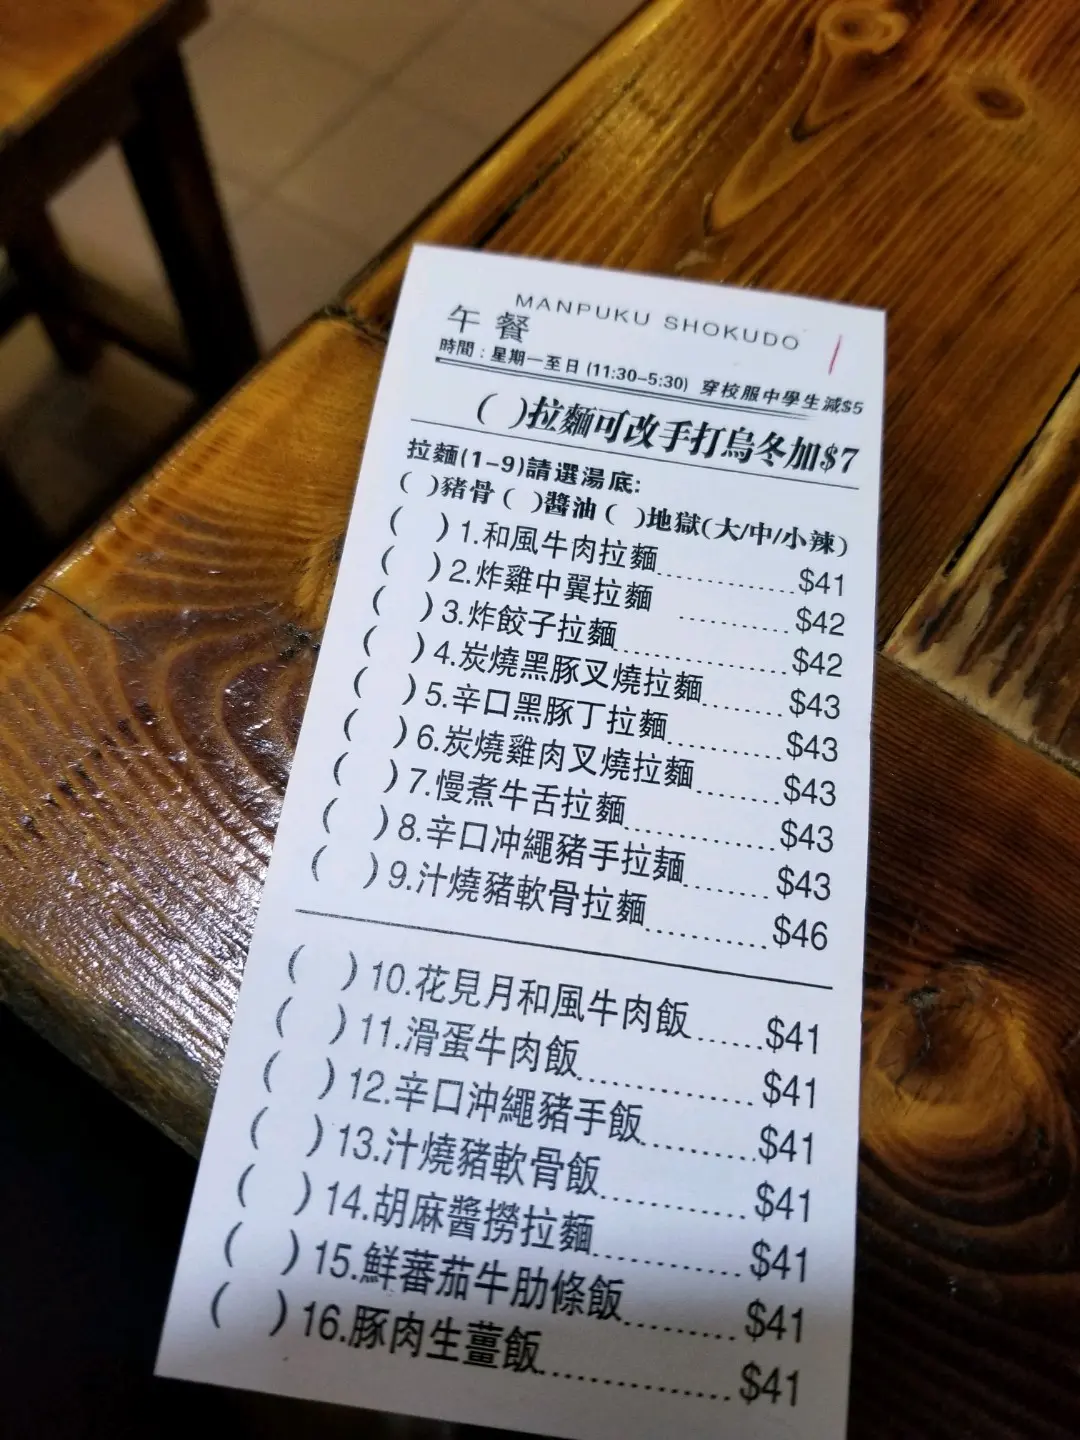 MANPUKU SHOKUDO
午餐
時間：星期一至日 (11:30-5:30) 穿校服中學生減$5
( )拉麵可改手打烏冬加$7
拉麵(1-9)請選湯底:
( )豬骨 ( )醬油 ( )地獄(大/中/小辣)
( )1.和風牛肉拉麵..............$41
( )2.炸雞中翼拉麵 ...........$42
( )3.炸餃子拉麵................$42
( )4.炭燒黑豚叉燒拉麵........$43
( )5.辛口黑豚丁拉麵...........$43
( )6.炭燒雞肉叉燒拉麵........$43
( )7.慢煮牛舌拉麵..............$43
( )8.辛口冲繩豬手拉麵........$43
( )9.汁燒豬軟骨拉麵...........$46
( )10.花見月和風牛肉飯......$41
( )11.滑蛋牛肉飯..............$41
( )12.辛口沖繩豬手飯.........$41
( )13.汁燒豬軟骨飯...........$41
( )14.胡麻醬撈拉麵...........$41
( )15.鮮蕃茄牛肋條飯.........$41
( )16.豚肉生薑飯...............$41